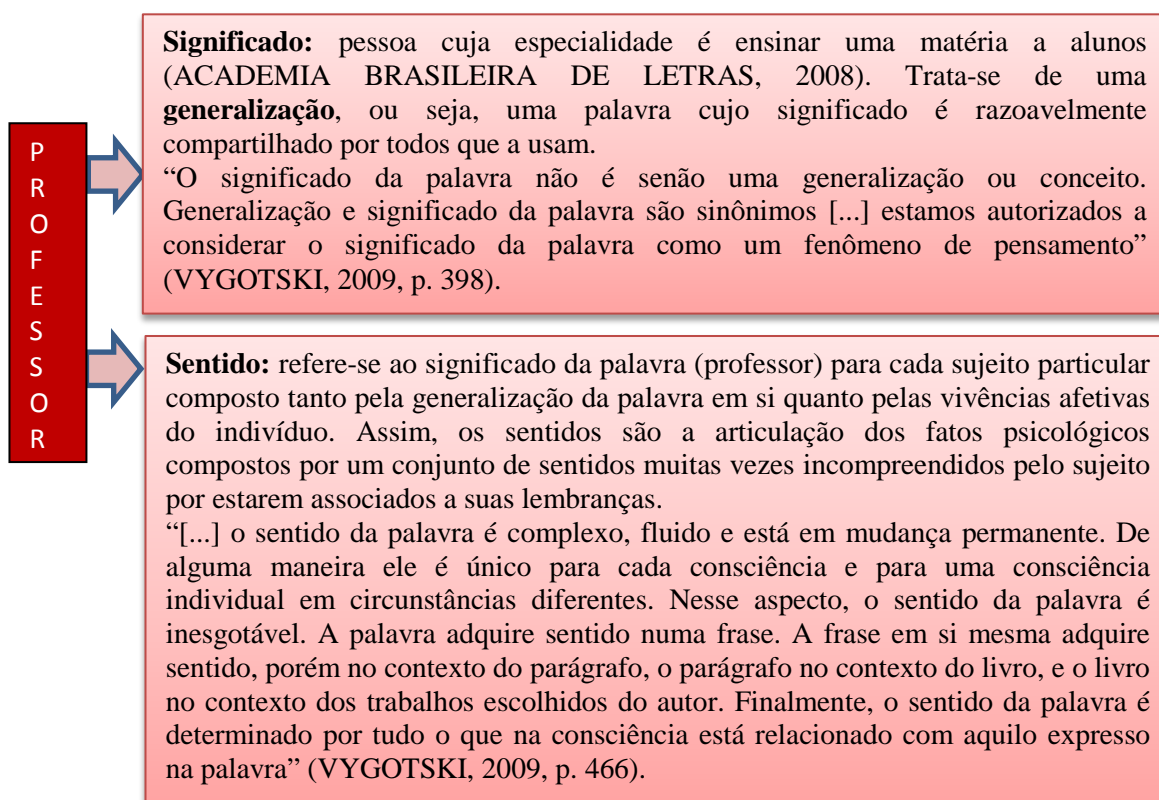 P
R
O
F
E
S
S
O
R
Significado: pessoa cuja especialidade é ensinar uma matéria a alunos
(ACADEMIA BRASILEIRA DE LETRAS, 2008). Trata-se de uma
generalização, ou seja, uma palavra cujo significado é razoavelmente
compartilhado por todos que a usam.
“O significado da palavra não é senão uma generalização ou conceito.
Generalização e significado da palavra são sinônimos [...] estamos autorizados a
considerar o significado da palavra como um fenômeno de pensamento”
(VYGOTSKI, 2009, p. 398).
Sentido: refere-se ao significado da palavra (professor) para cada sujeito particular
composto tanto pela generalização da palavra em si quanto pelas vivências afetivas
do indivíduo. Assim, os sentidos são a articulação dos fatos psicológicos
compostos por um conjunto de sentidos muitas vezes incompreendidos pelo sujeito
por estarem associados a suas lembranças.
“[...] o sentido da palavra é complexo, fluido e está em mudança permanente. De
alguma maneira ele é único para cada consciência e para uma consciência
individual em circunstâncias diferentes. Nesse aspecto, o sentido da palavra é
inesgotável. A palavra adquire sentido numa frase. A frase em si mesma adquire
sentido, porém no contexto do parágrafo, o parágrafo no contexto do livro, e o livro
no contexto dos trabalhos escolhidos do autor. Finalmente, o sentido da palavra é
determinado por tudo o que na consciência está relacionado com aquilo expresso
na palavra” (VYGOTSKI, 2009, p. 466).